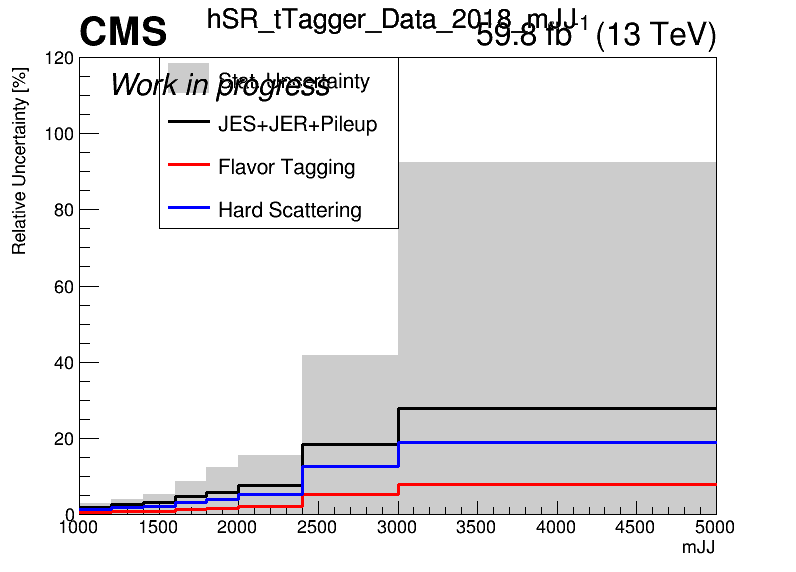 hSR_tTagger_Data_2018_mJJ
CMS
59.8 fb-1 (13 TeV)
Work in progress
Stat. Uncertainty
JES+JER+Pileup
Flavor Tagging
Hard Scattering
Relative Uncertainty [%]
120
100
80
60
40
20
0
1000 1500 2000 2500 3000 3500 4000 4500 5000
mJJ